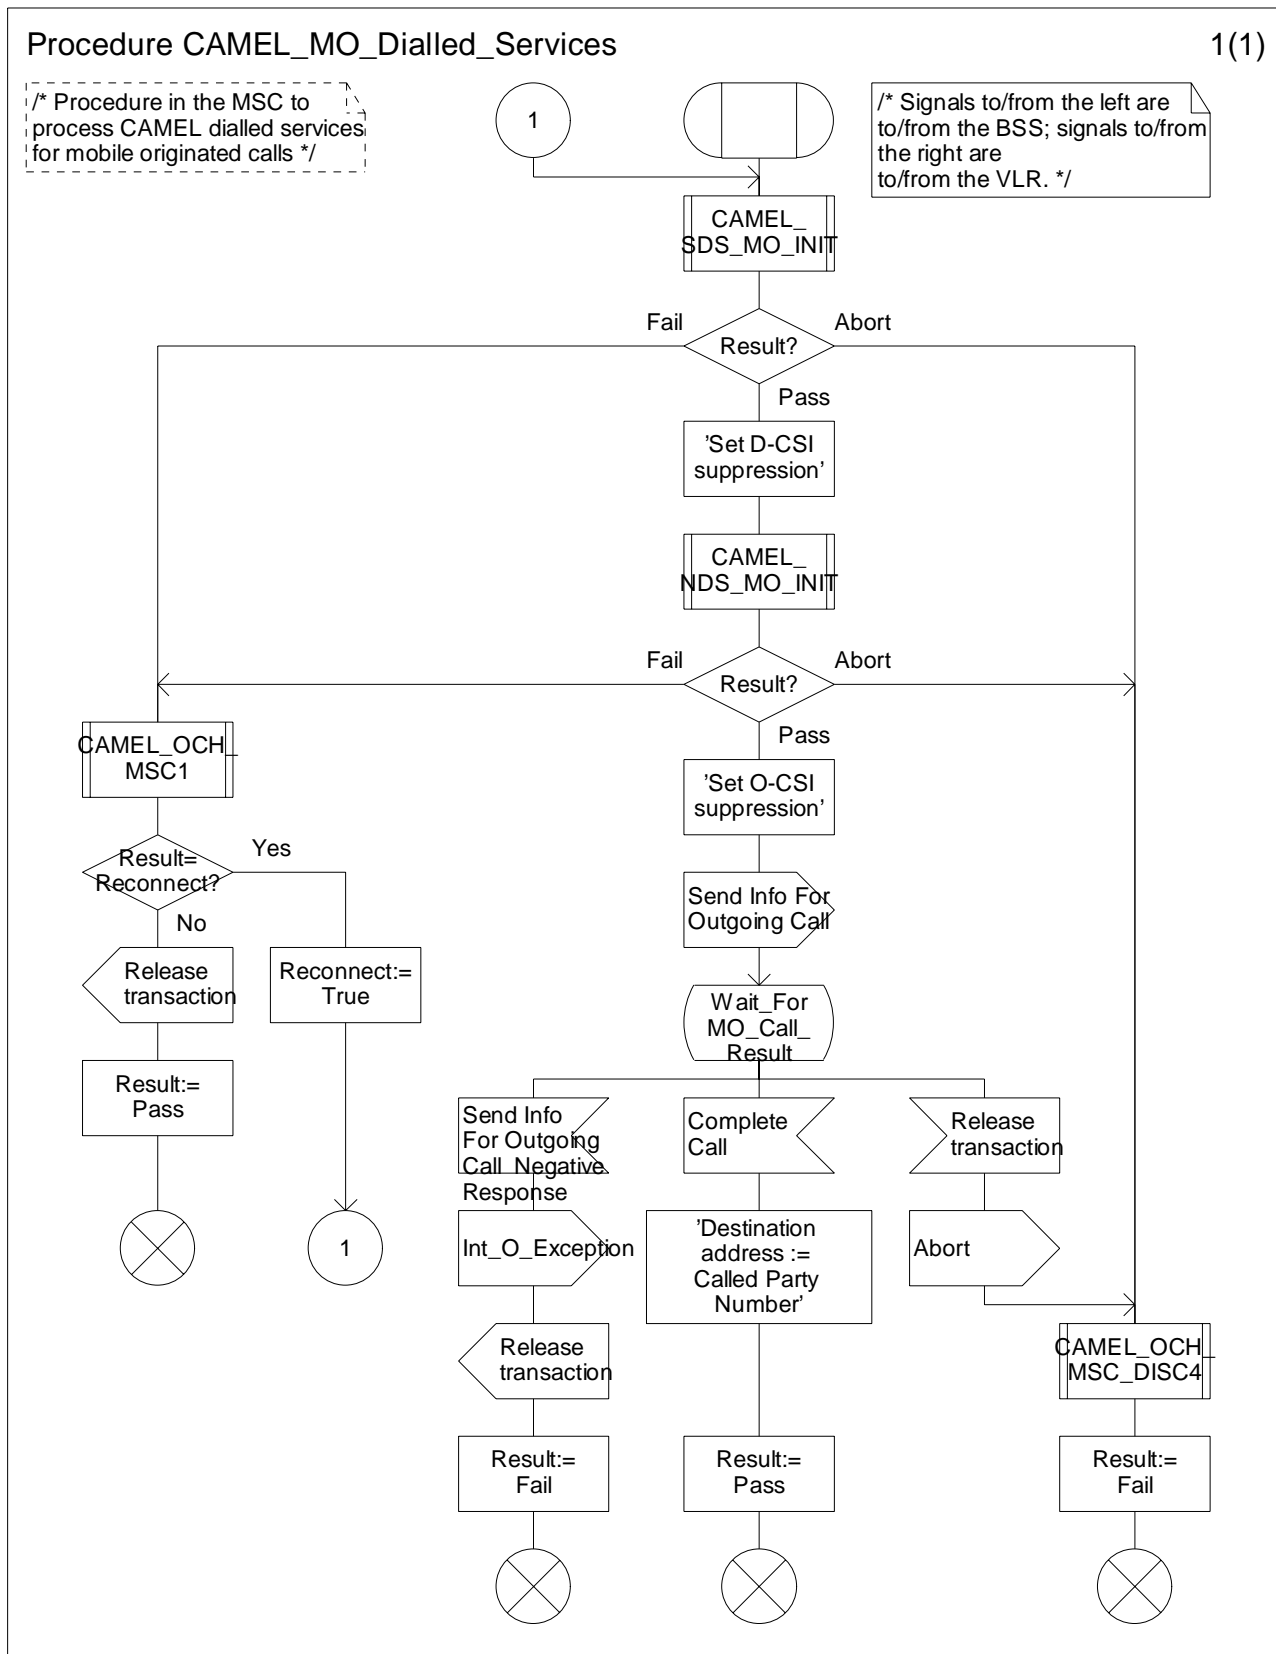 Procedure CAMEL_MO_Dialled_Services
1(1)
/* Procedure in the MSC to
process CAMEL dialled services
for mobile originated calls */
1
/* Signals to/from the left are
to/from the BSS; signals to/from
the right are
to/from the VLR. */
CAMEL_
SDS_MO_INIT
Fail
Abort
Result?
Pass
'Set D-CSI
suppression'
CAMEL_
NDS_MO_INIT
Fail
Abort
Result?
Pass
CAMEL_OCH_
MSC1
'Set O-CSI
suppression'
Result=
Reconnect?
Yes
No
Send Info For
Outgoing Call
Release
transaction
Reconnect:=
True
Wait_For
MO_Call_
Result
Result:=
Pass
Send Info
For Outgoing
Call_Negative
Response
Complete
Call
Release
transaction
1
Int_O_Exception
'Destination
address :=
Called Party
Number'
Abort
Release
transaction
CAMEL_OCH_
MSC_DISC4
Result:=
Fail
Result:=
Pass
Result:=
Fail